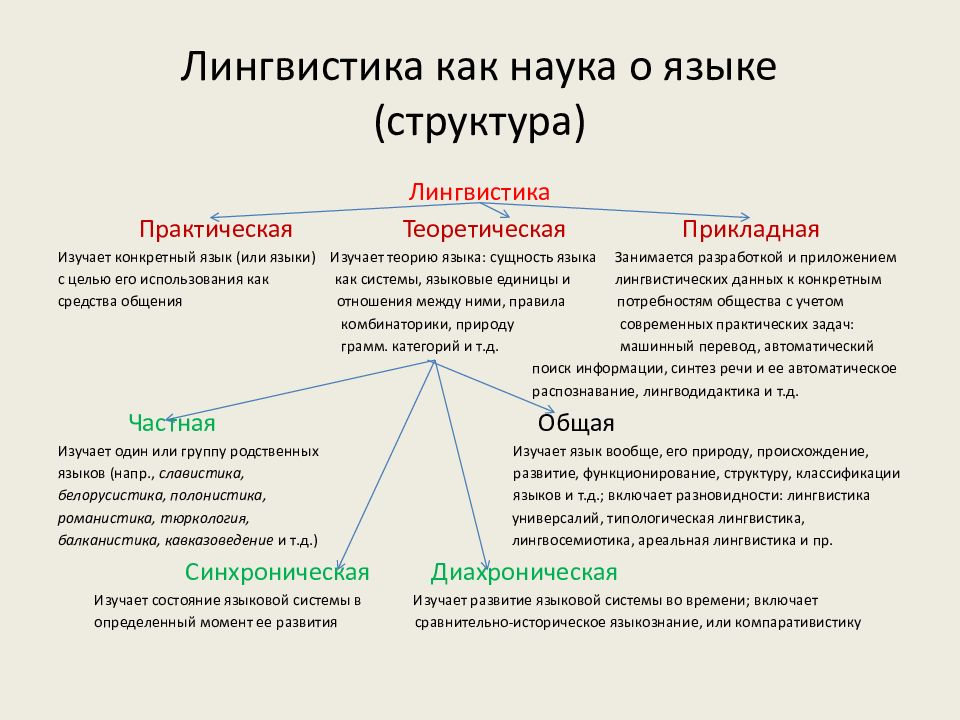 Лингвистика как наука о языке
(структура)
Лингвистика
Практическая Теоретическая Прикладная
Изучает конкретный язык (или языки) Изучает теорию языка: сущность языка Занимается разработкой и приложением
с целью его использования как как системы, языковые единицы и лингвистических данных к конкретным
средства общения отношения между ними, правила потребностям общества с учетом
комбинаторики, природу современных практических задач:
грамм. категорий и т.д. машинный перевод, автоматический
поиск информации, синтез речи и ее автоматическое
распознавание, лингводидактика и т.д.
Частная Общая
Изучает один или группу родственных Изучает язык вообще, его природу, происхождение,
языков (напр., славистика, развитие, функционирование, структуру, классификации
белорусистика, полонистика, языков и т.д.; включает разновидности: лингвистика
романистика, тюркология, универсалий, типологическая лингвистика,
балканистика, кавказоведение и т.д.) лингвосемиотика, ареальная лингвистика и пр.
Синхроническая Диахроническая
Изучает состояние языковой системы в Изучает развитие языковой системы во времени; включает
определенный момент ее развития сравнительно-историческое языкознание, или компаративистику